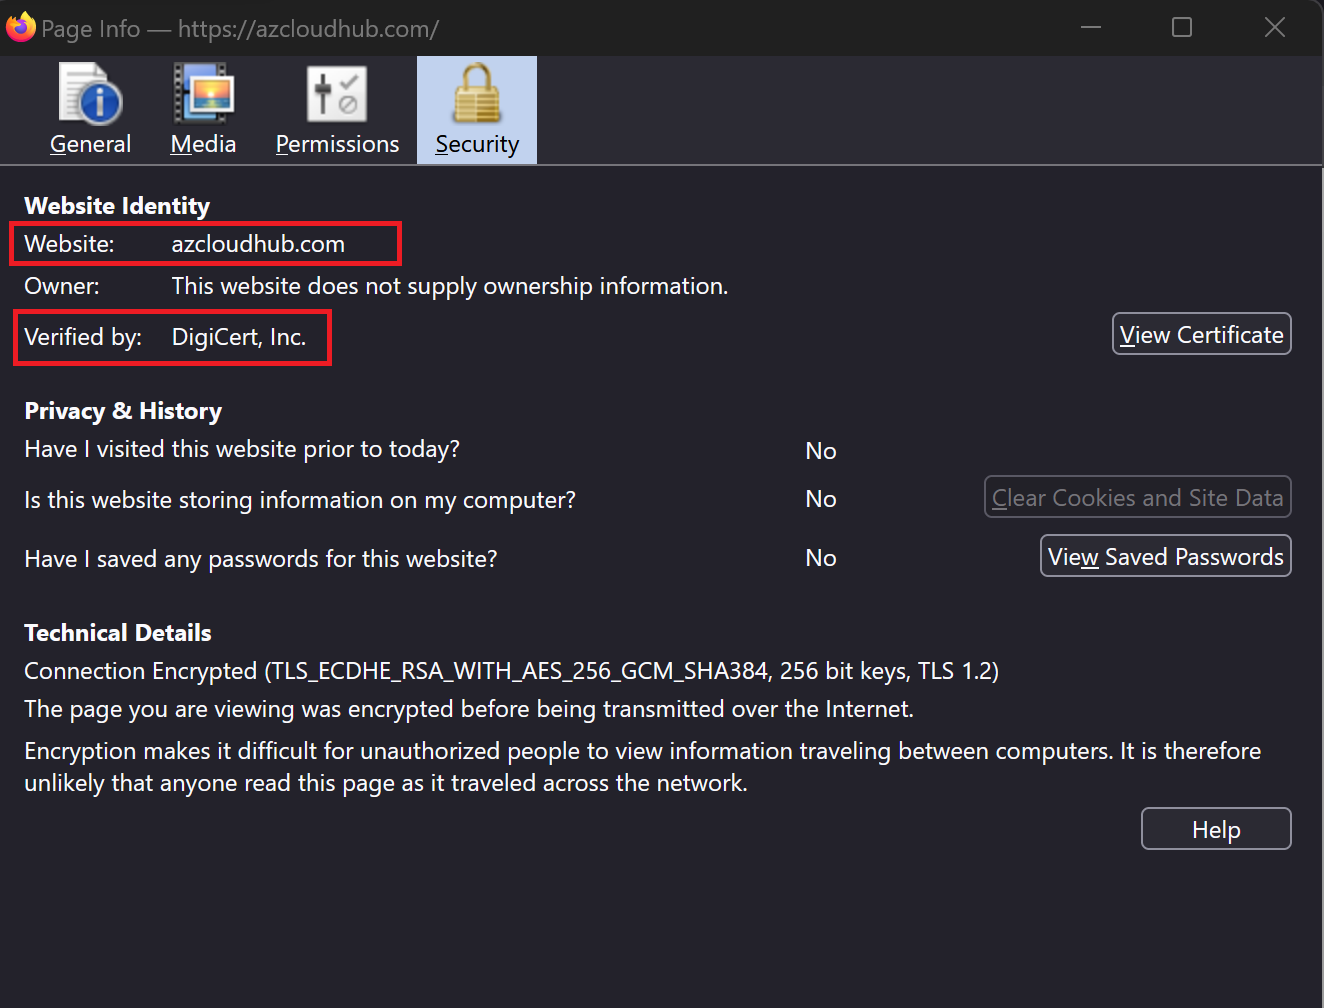 Page Info — https://azcloudhub.com/
General Media Permissions Security
Website Identity
Website: azcloudhub.com
Owner: This website does not supply ownership information.
Verified by: DigiCert, Inc.
View Certificate
Privacy & History
Have I visited this website prior to today? No
Is this website storing information on my computer? No Clear Cookies and Site Data
Have I saved any passwords for this website? No View Saved Passwords
Technical Details
Connection Encrypted (TLS_ECDHE_RSA_WITH_AES_256_GCM_SHA384, 256 bit keys, TLS 1.2)
The page you are viewing was encrypted before being transmitted over the Internet.
Encryption makes it difficult for unauthorized people to view information traveling between computers. It is therefore
unlikely that anyone read this page as it traveled across the network.
Help